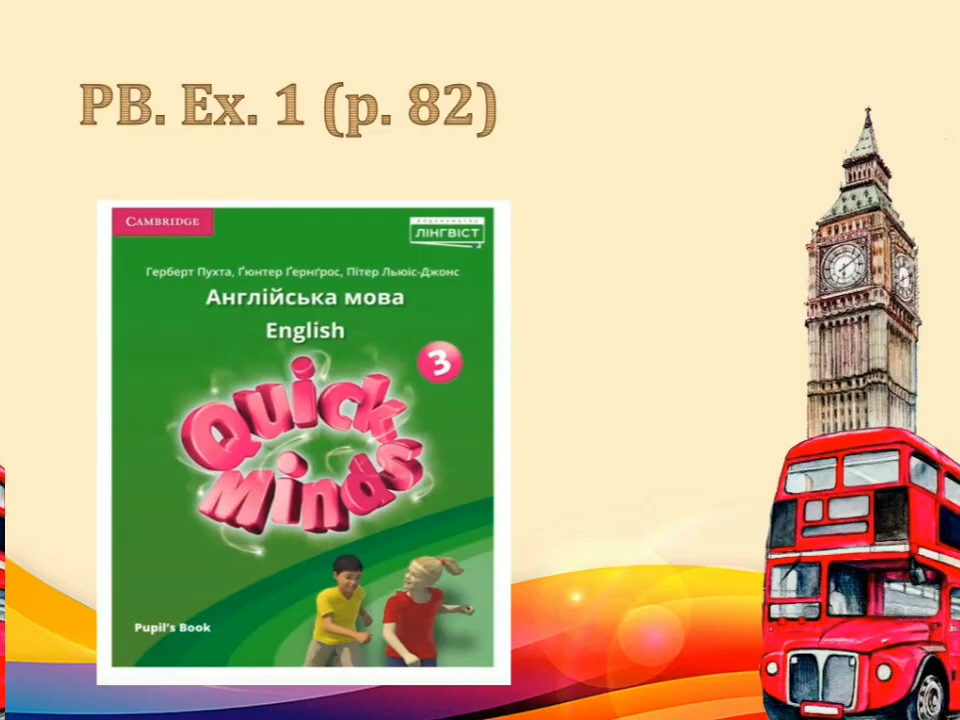 PB. Ex. 1 (p. 82)
CAMBRIDGE
ЛІНГВІСТ
Герберт Пухта, Ґюнтер Ґернґрос, Пітер Льюіс-Джонс
Англійська мова
English
3
Quick
Minds
Pupil's Book